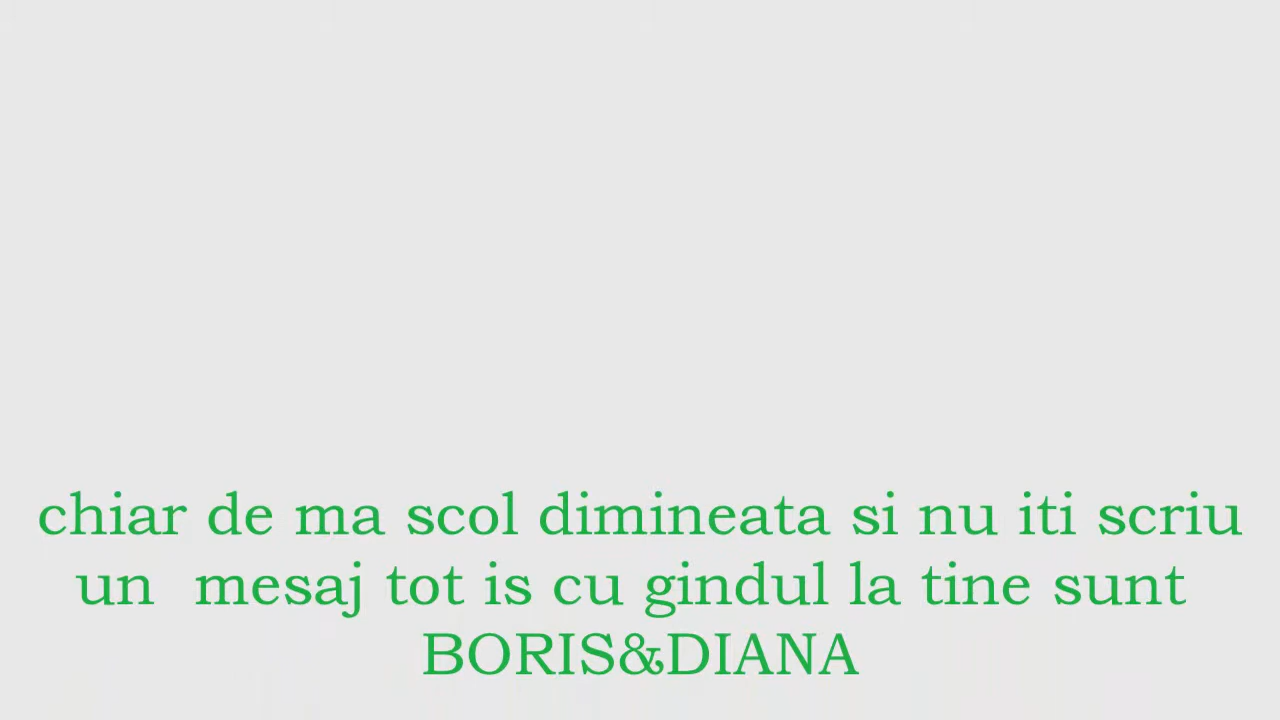 chiar de ma scol dimineata si nu iti scriu
un  mesaj tot is cu gindul la tine sunt
BORIS&DIANA